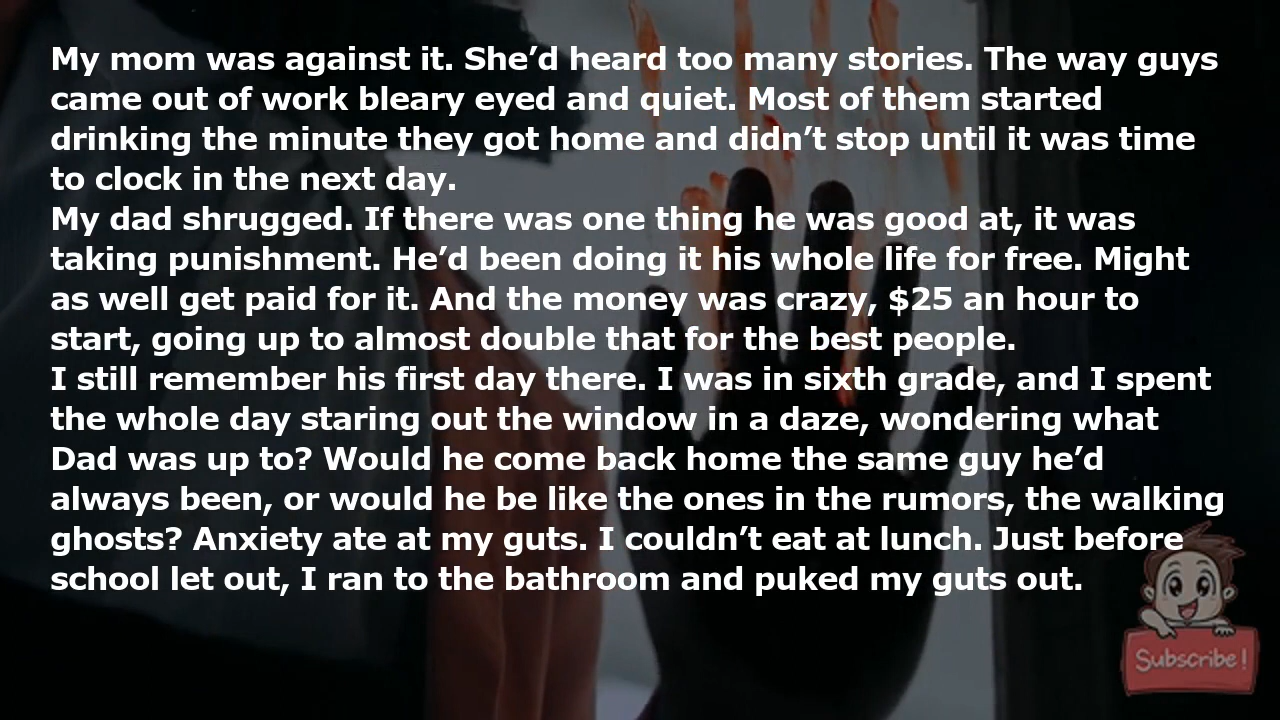 My mom was against it. She’d heard too many stories. The way guys
came out of work bleary eyed and quiet. Most of them started
drinking the minute they got home and didn’t stop until it was time
to clock in the next day.
My dad shrugged. If there was one thing he was good at, it was
taking punishment. He’d been doing it his whole life for free. Might
as well get paid for it. And the money was crazy, $25 an hour to
start, going up to almost double that for the best people.
I still remember his first day there. I was in sixth grade, and I spent
the whole day staring out the window in a daze, wondering what
Dad was up to? Would he come back home the same guy he’d
always been, or would he be like the ones in the rumors, the walking
ghosts? Anxiety ate at my guts. I couldn’t eat at lunch. Just before
school let out, I ran to the bathroom and puked my guts out.
Subscribe!